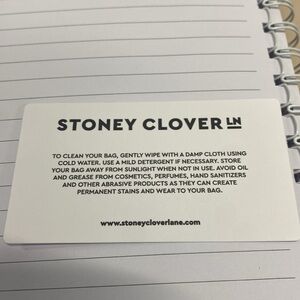 STONEY CLOVER LN
TO CLEAN YOUR BAG, GENTLY WIPE WITH A DAMP CLOTH USING
COLD WATER. USE A MILD DETERGENT IF NECESSARY. STORE
YOUR BAG AWAY FROM SUNLIGHT WHEN NOT IN USE. AVOID OIL
AND GREASE FROM COSMETICS, PERFUMES, HAND SANITIZERS
AND OTHER ABRASIVE PRODUCTS AS THEY CAN CREATE
PERMANENT STAINS AND WEAR TO YOUR BAG.
www.stoneycloverlane.com